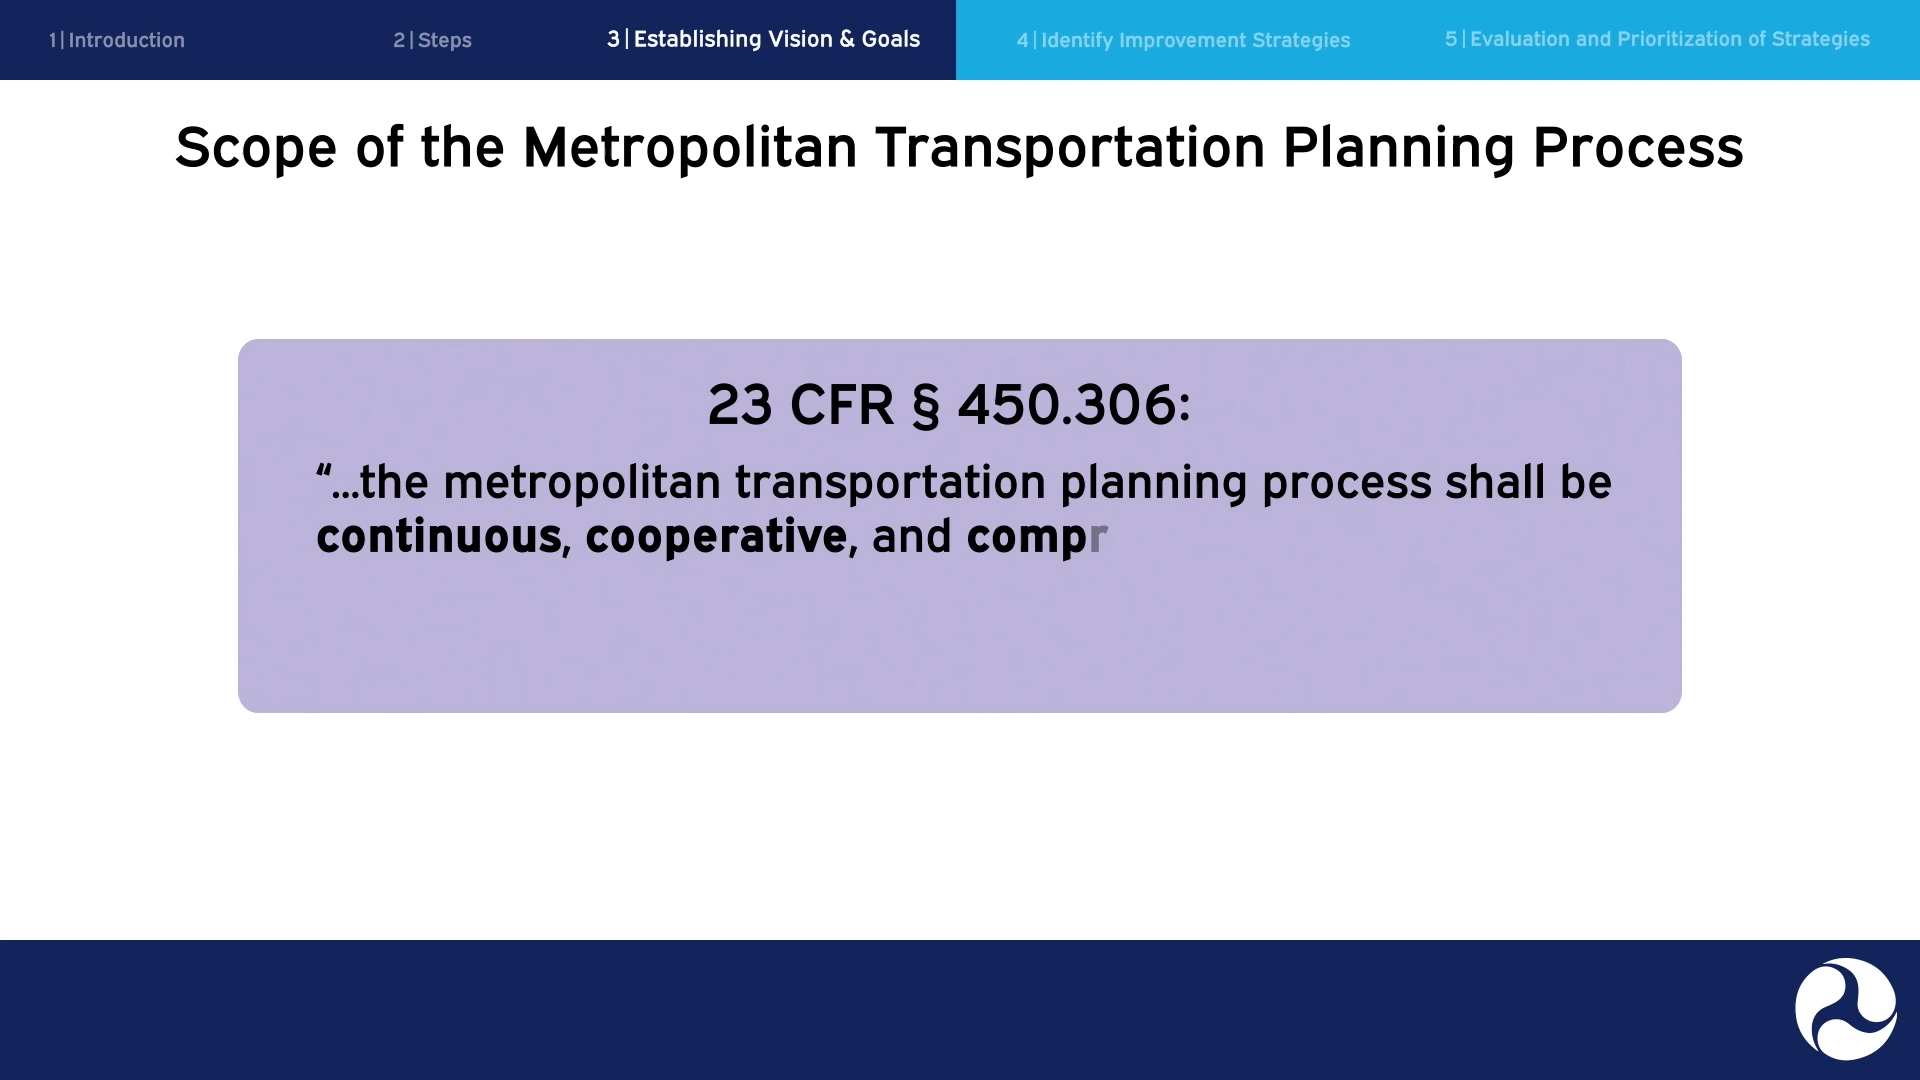 1|Introduction
2|Steps
3|Establishing Vision & Goals
4|Identify Improvement Strategies
5|Evaluation and Prioritization of Strategies
Scope of the Metropolitan Transportation Planning Process
23 CFR § 450.306:
“...the metropolitan transportation planning process shall be
continuous, cooperative, and compr